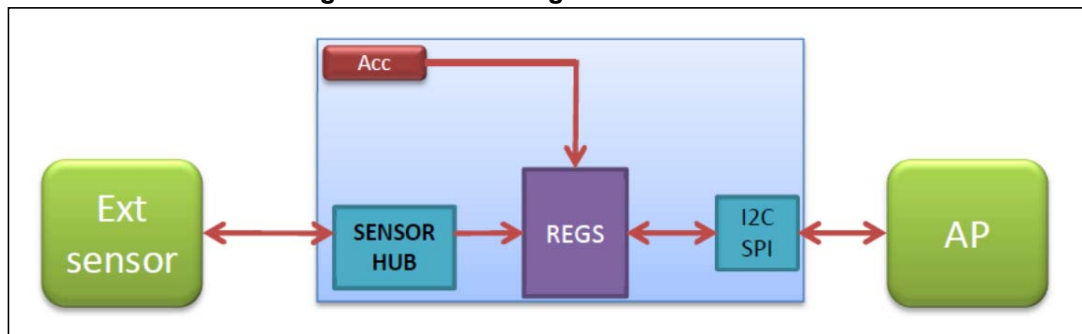 Acc
Ext
sensor
SENSOR
HUB
REGS
I2C
SPI
AP